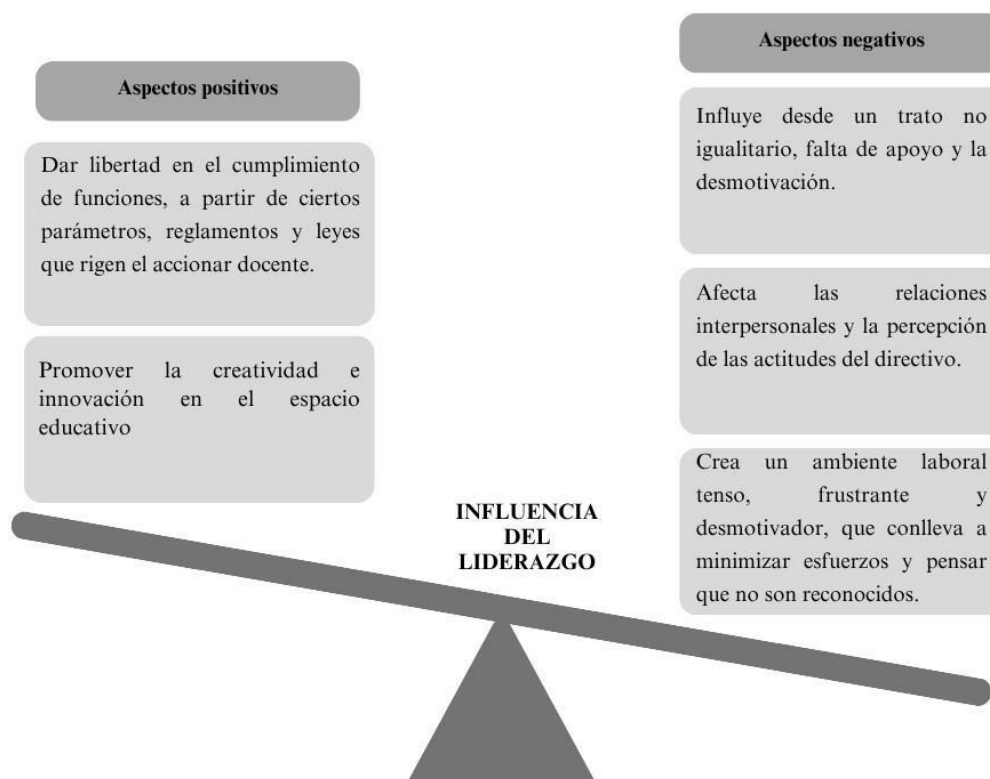 Aspectos positivos
Dar libertad en el cumplimiento
de funciones, a partir de ciertos
parámetros, reglamentos y leyes
que rigen el accionar docente.
Promover la creatividad e
innovación en el espacio
educativo
INFLUENCIA
DEL
LIDERAZGO
Aspectos negativos
Influye desde un trato no
igualitario, falta de apoyo y la
desmotivación.
Afecta las relaciones
interpersonales y la percepción
de las actitudes del directivo.
Crea un ambiente laboral
tenso, frustrante y
desmotivador, que conlleva a
minimizar esfuerzos y pensar
que no son reconocidos.